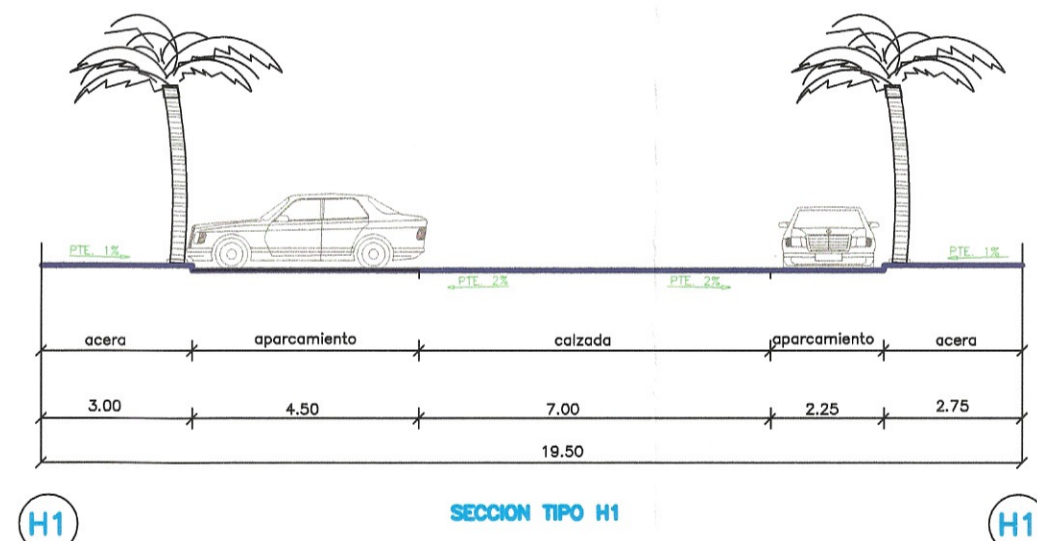 PTE. 1%
PTE. 1%
PTE. 2%
PTE. 2%
acera
aparcamiento
calzada
aparcamiento
acera
3.00
4.50
7.00
2.25
2.75
19.50
H1
SECCION TIPO H1
H1